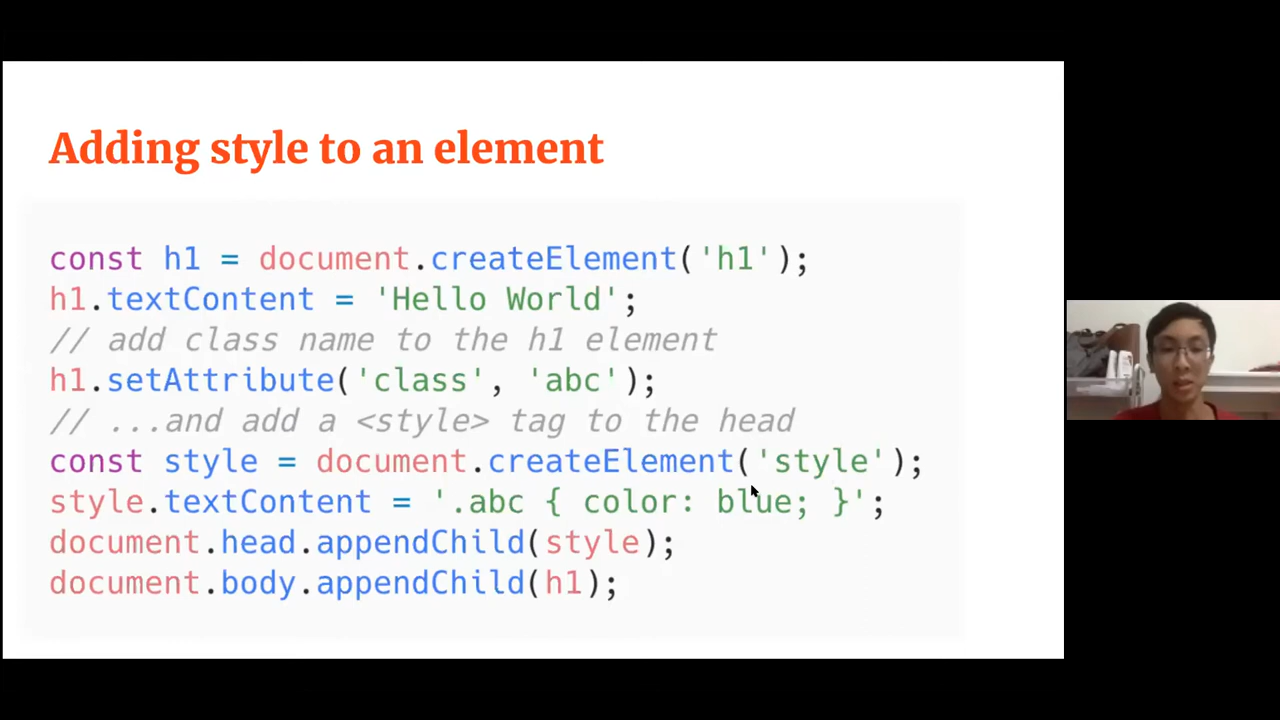 Adding style to an element
const h1 = document.createElement('h1');
h1.textContent = 'Hello World';
// add class name to the h1 element
h1.setAttribute('class', 'abc');
// ...and add a <style> tag to the head
const style = document.createElement('style');
style.textContent = '.abc { color: blue; }';
document.head.appendChild(style);
document.body.appendChild(h1);